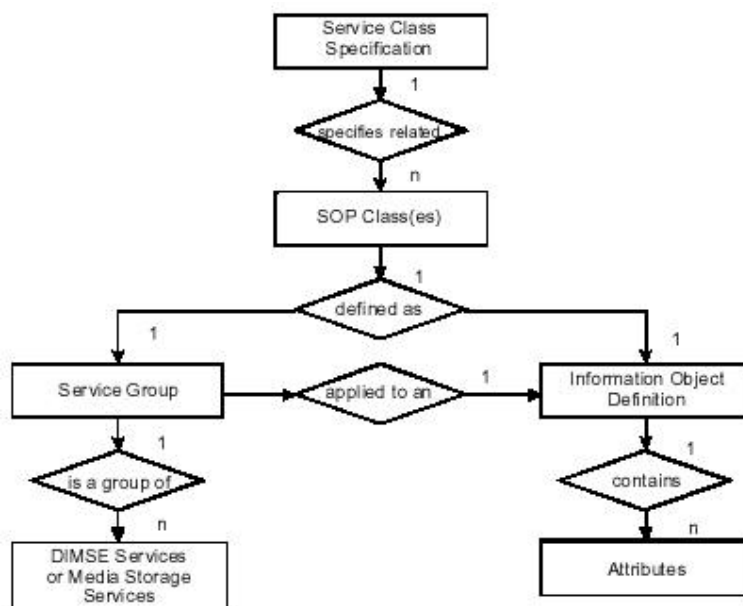 Service Class
Specification
1
specifies related
n
SOP Class(es)
1
defined as
1
1
Service Group
applied to an
1
Information Object
Definition
1
1
is a group of
contains
n
n
DIMSE Services
or Media Storage
Services
Attributes